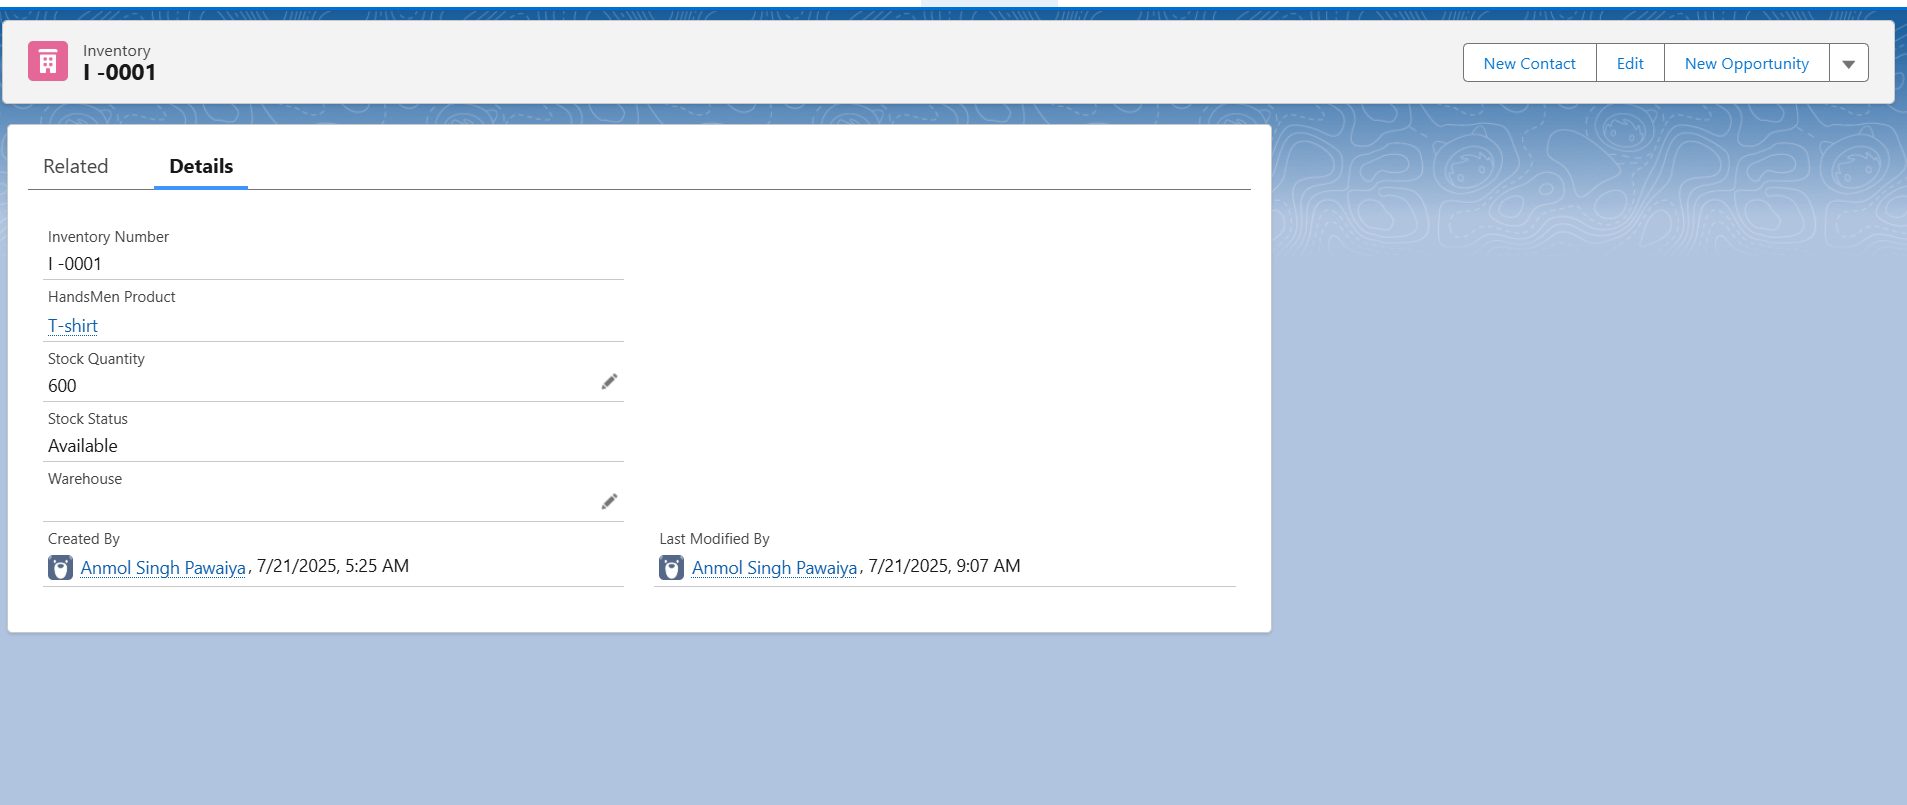 Inventory
I -0001
New Contact
Edit
New Opportunity
Related
Details
Inventory Number
I -0001
HandsMen Product
T-shirt
Stock Quantity
600
Stock Status
Available
Warehouse
Created By
Anmol Singh Pawaiya, 7/21/2025, 5:25 AM
Last Modified By
Anmol Singh Pawaiya, 7/21/2025, 9:07 AM